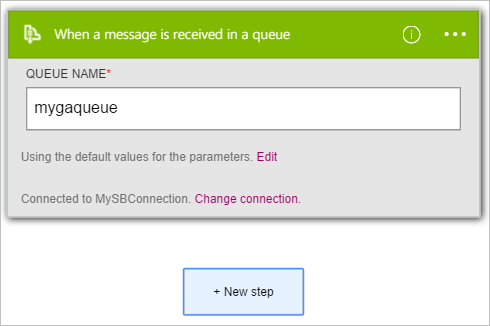 When a message is received in a queue
QUEUE NAME*
mygaqueue
Using the default values for the parameters. Edit
Connected to MySBConnection. Change connection.
+ New step